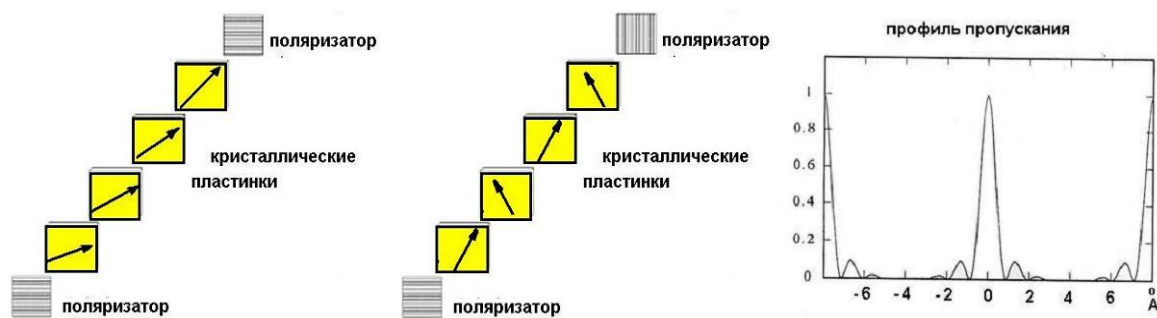 поляризатор
кристаллические
пластинки
поляризатор
поляризатор
кристаллические
пластинки
поляризатор
профиль пропускания
1
0.8
0.6
0.4
0.2
0
-6 -4 -2 0 2 4 6 8 Å